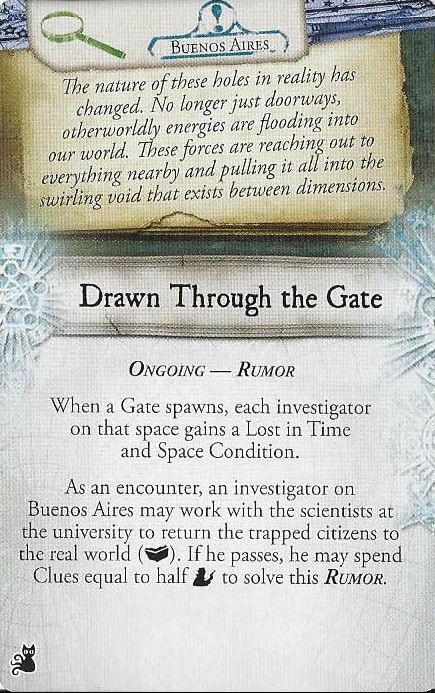 BUENOS AIRES
The nature of these holes in reality has
changed. No longer just doorways,
otherworldly energies are flooding into
our world. These forces are reaching out to
everything nearby and pulling it all into the
swirling void that exists between dimensions.
Drawn Through the Gate
ONGOING — RUMOR
When a Gate spawns, each investigator
on that space gains a Lost in Time
and Space Condition.
As an encounter, an investigator on
Buenos Aires may work with the scientists at
the university to return the trapped citizens to
the real world ( ). If he passes, he may spend
Clues equal to half to solve this RUMOR.